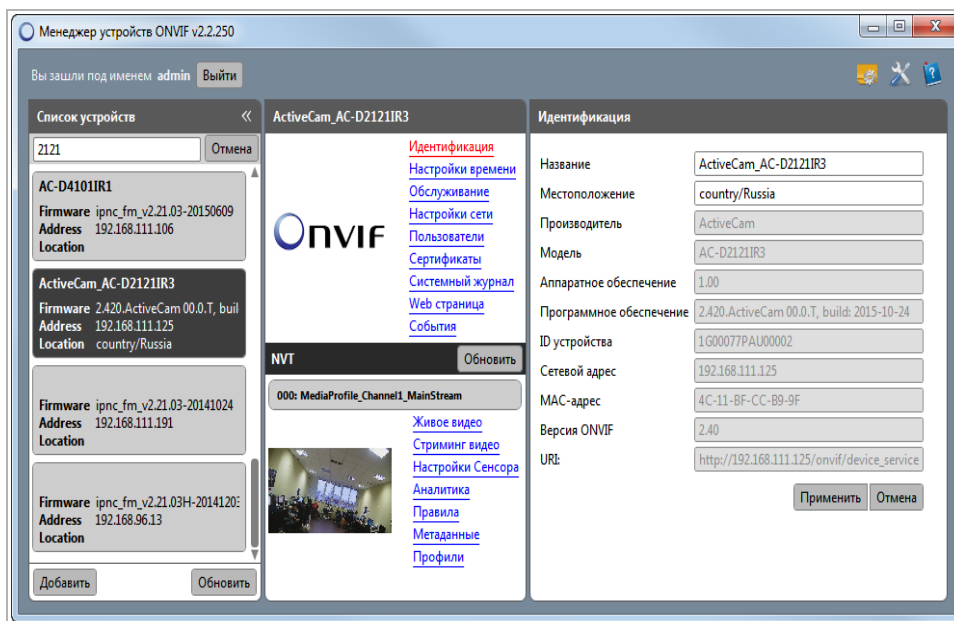 Менеджер устройств ONVIF v2.2.250
Вы зашли под именем admin Выйти
Список устройств
2121 Отмена
AC-D4101IR1
Firmware ipnc_fm_v2.21.03-20150609
Address 192.168.111.106
Location
ActiveCam_AC-D2121IR3
Firmware 2.420.ActiveCam 00.0.T, buil
Address 192.168.111.125
Location country/Russia
Firmware ipnc_fm_v2.21.03-20141024
Address 192.168.111.191
Location
Firmware ipnc_fm_v2.21.03H-2014120
Address 192.168.96.13
Location
Добавить Обновить
ActiveCam_AC-D2121IR3
ONVIF
Идентификация
Настройки времени
Обслуживание
Настройки сети
Пользователи
Сертификаты
Системный журнал
Web страница
События
NVT Обновить
000: MediaProfile_Channel1_MainStream
Живое видео
Стриминг видео
Настройки Сенсора
Аналитика
Правила
Метаданные
Профили
Идентификация
Название ActiveCam_AC-D2121IR3
Местоположение country/Russia
Производитель ActiveCam
Модель AC-D2121IR3
Аппаратное обеспечение 1.00
Программное обеспечение 2.420.ActiveCam 00.0.T, build: 2015-10-24
ID устройства 1G00077PAU00002
Сетевой адрес 192.168.111.125
MAC-адрес 4C-11-BF-CC-B9-9F
Версия ONVIF 2.40
URI: http://192.168.111.125/onvif/device_service
Применить Отмена